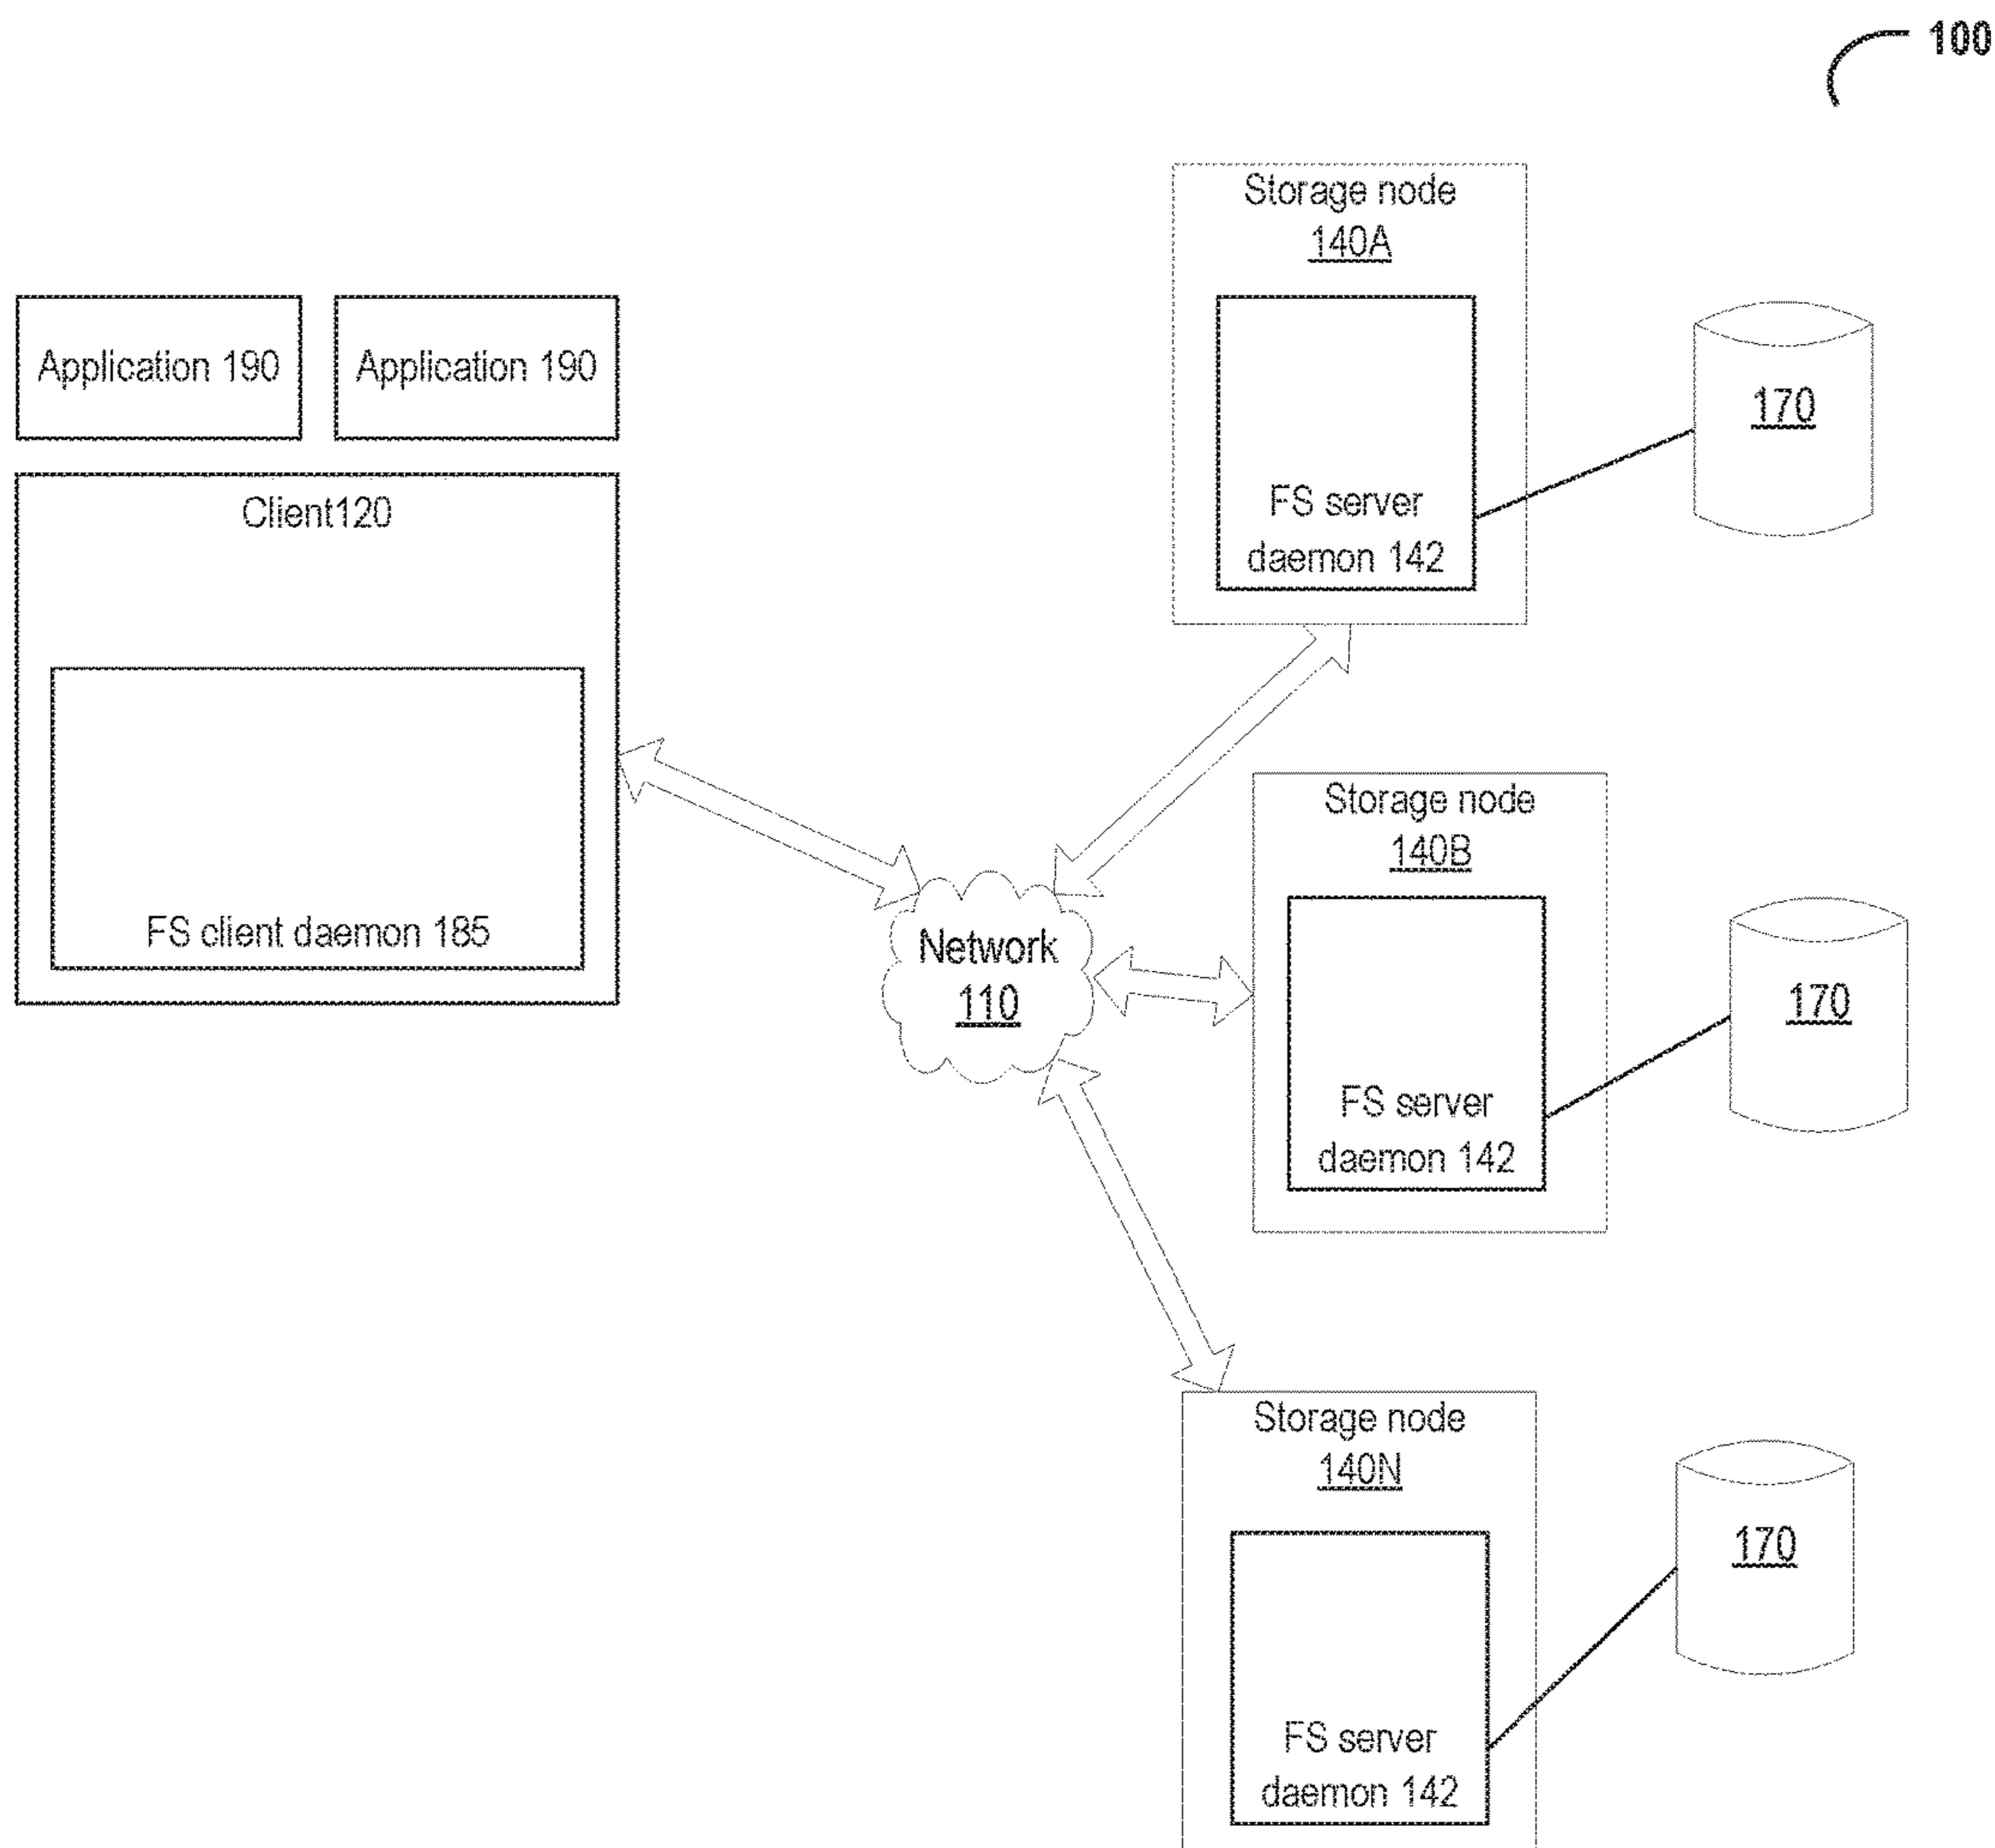 100
Storage node
140A
Application 190
Application 190
170
Client120
FS server
daemon 142
Storage node
140B
FS client daemon 185
Network
110
170
FS server
daemon 142
Storage node
140N
170
FS server
daemon 142